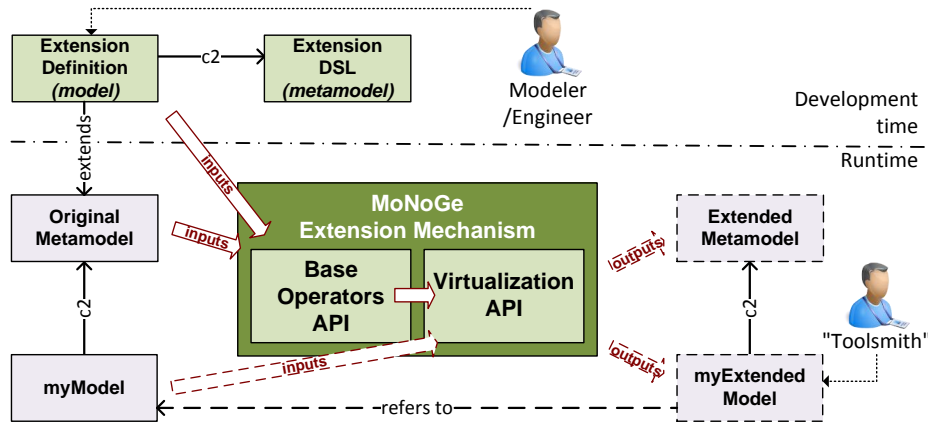 Extension
Definition
(model)
c2
Extension
DSL
(metamodel)
Modeler
/Engineer
Development
time
Runtime
extends
inputs
Original
Metamodel
inputs
MoNoGe
Extension Mechanism
Base
Operators
API
Virtualization
API
outputs
Extended
Metamodel
c2
c2
"Toolsmith"
inputs
outputs
myModel
refers to
myExtended
Model